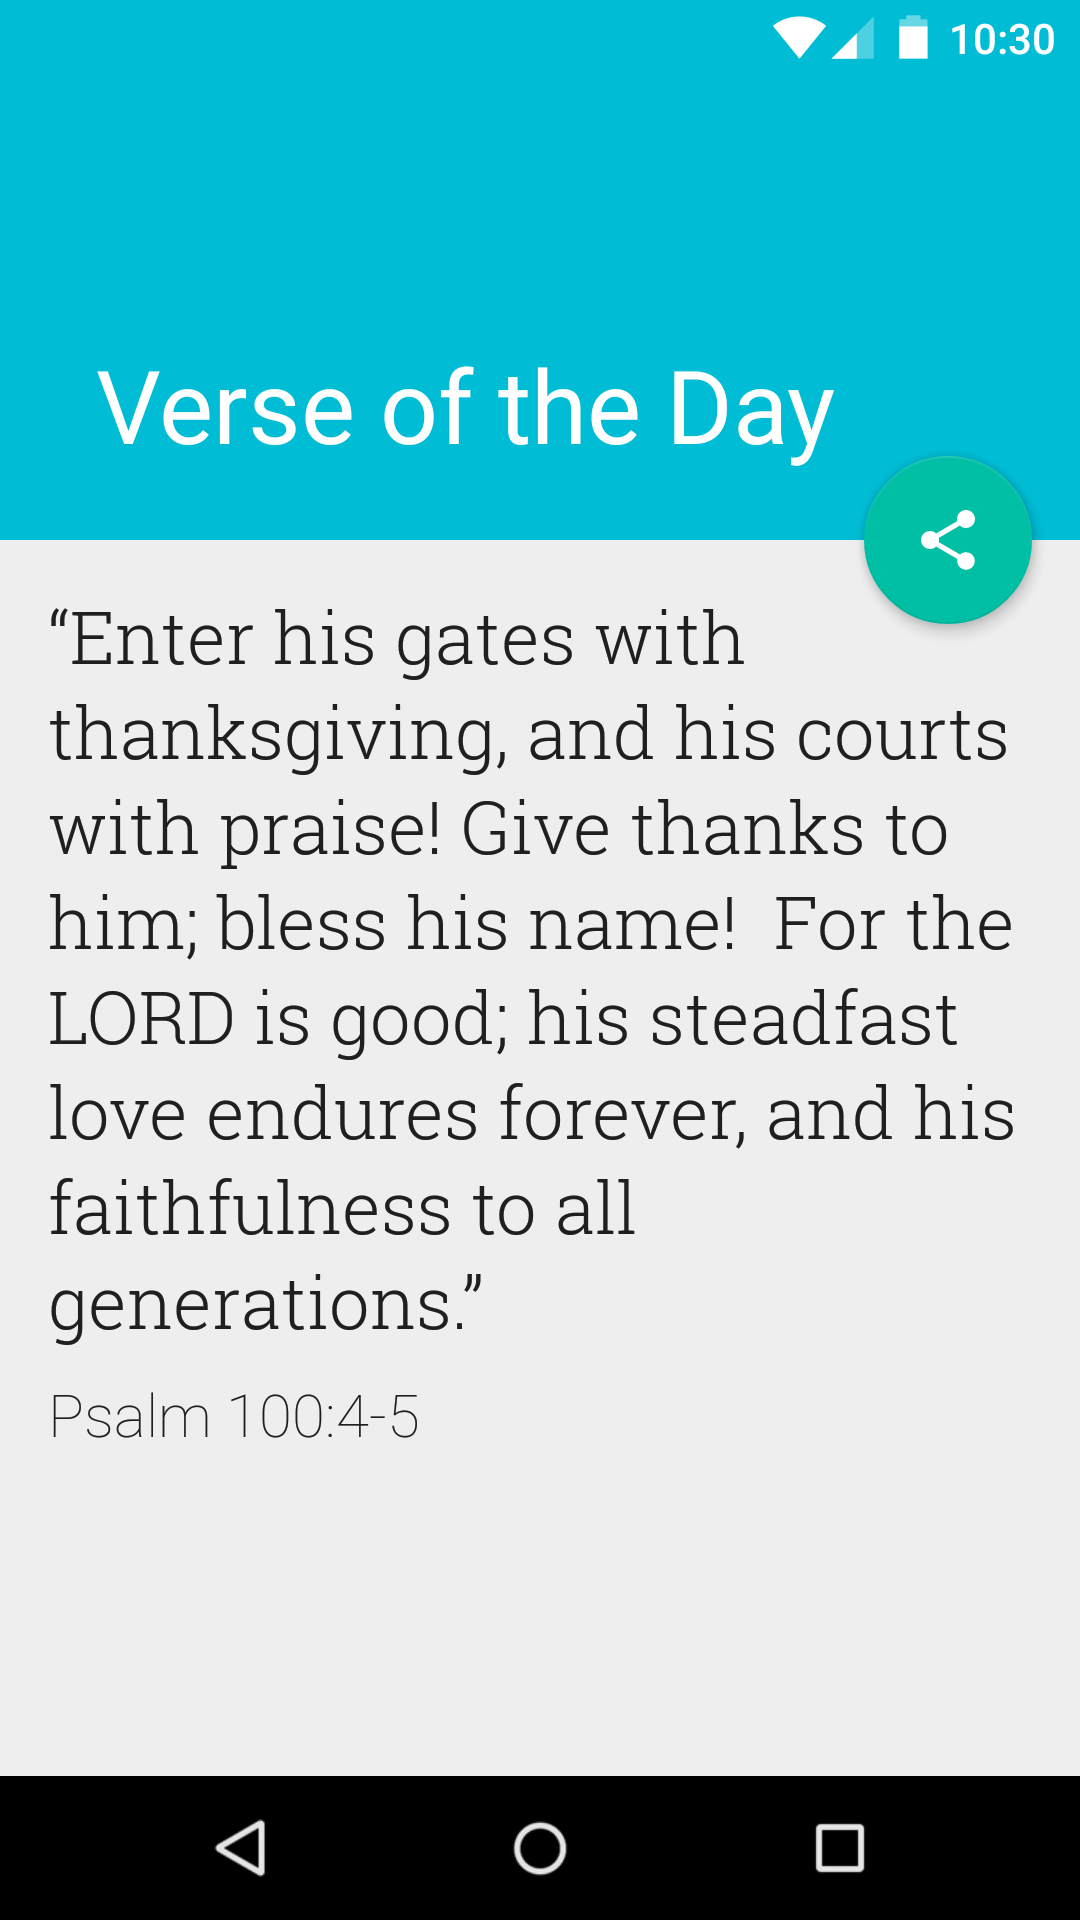 10:30
Verse of the Day
“Enter his gates with
thanksgiving, and his courts
with praise! Give thanks to
him; bless his name!  For the
LORD is good; his steadfast
love endures forever, and his
faithfulness to all
generations.”
Psalm 100:4-5